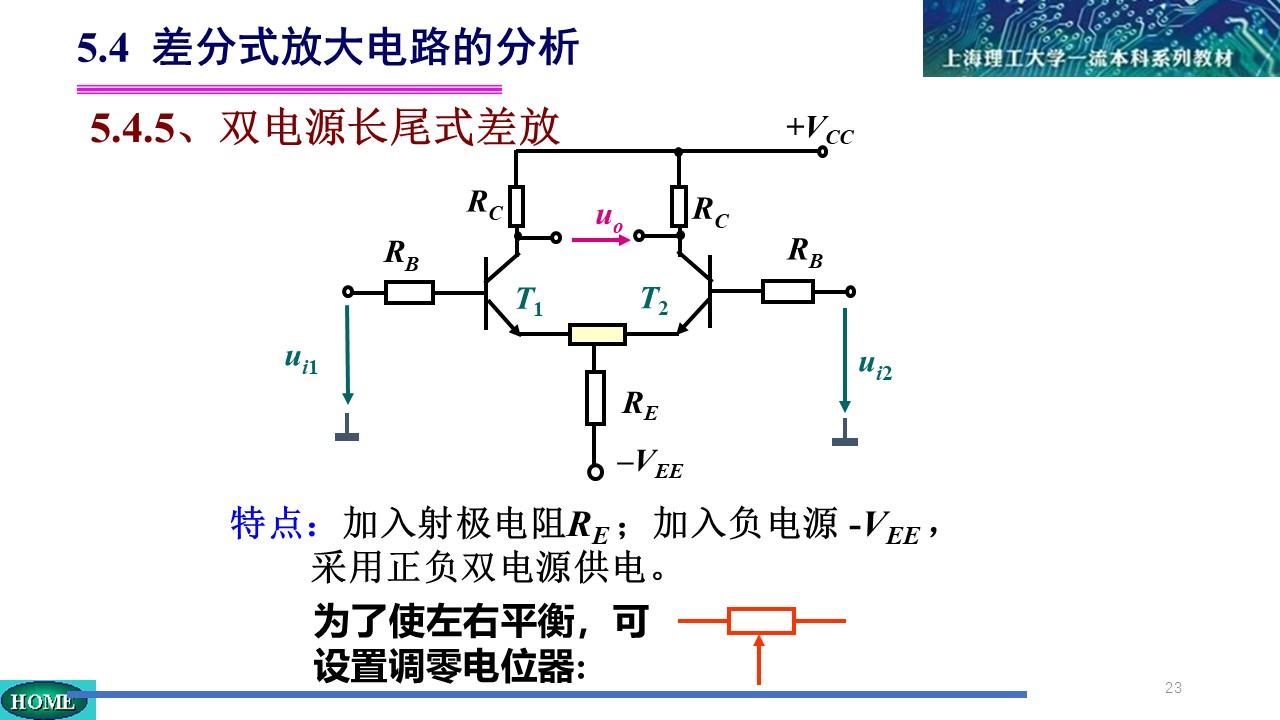 5.4 差分式放大电路的分析
上海理工大学一流本科系列教材
5.4.5、双电源长尾式差放
+VCC
RC
uo
RC
RB
RB
T1
T2
ui1
ui2
RE
–VEE
特点：加入射极电阻RE；加入负电源 -VEE，
采用正负双电源供电。
为了使左右平衡，可
设置调零电位器:
HOME
23